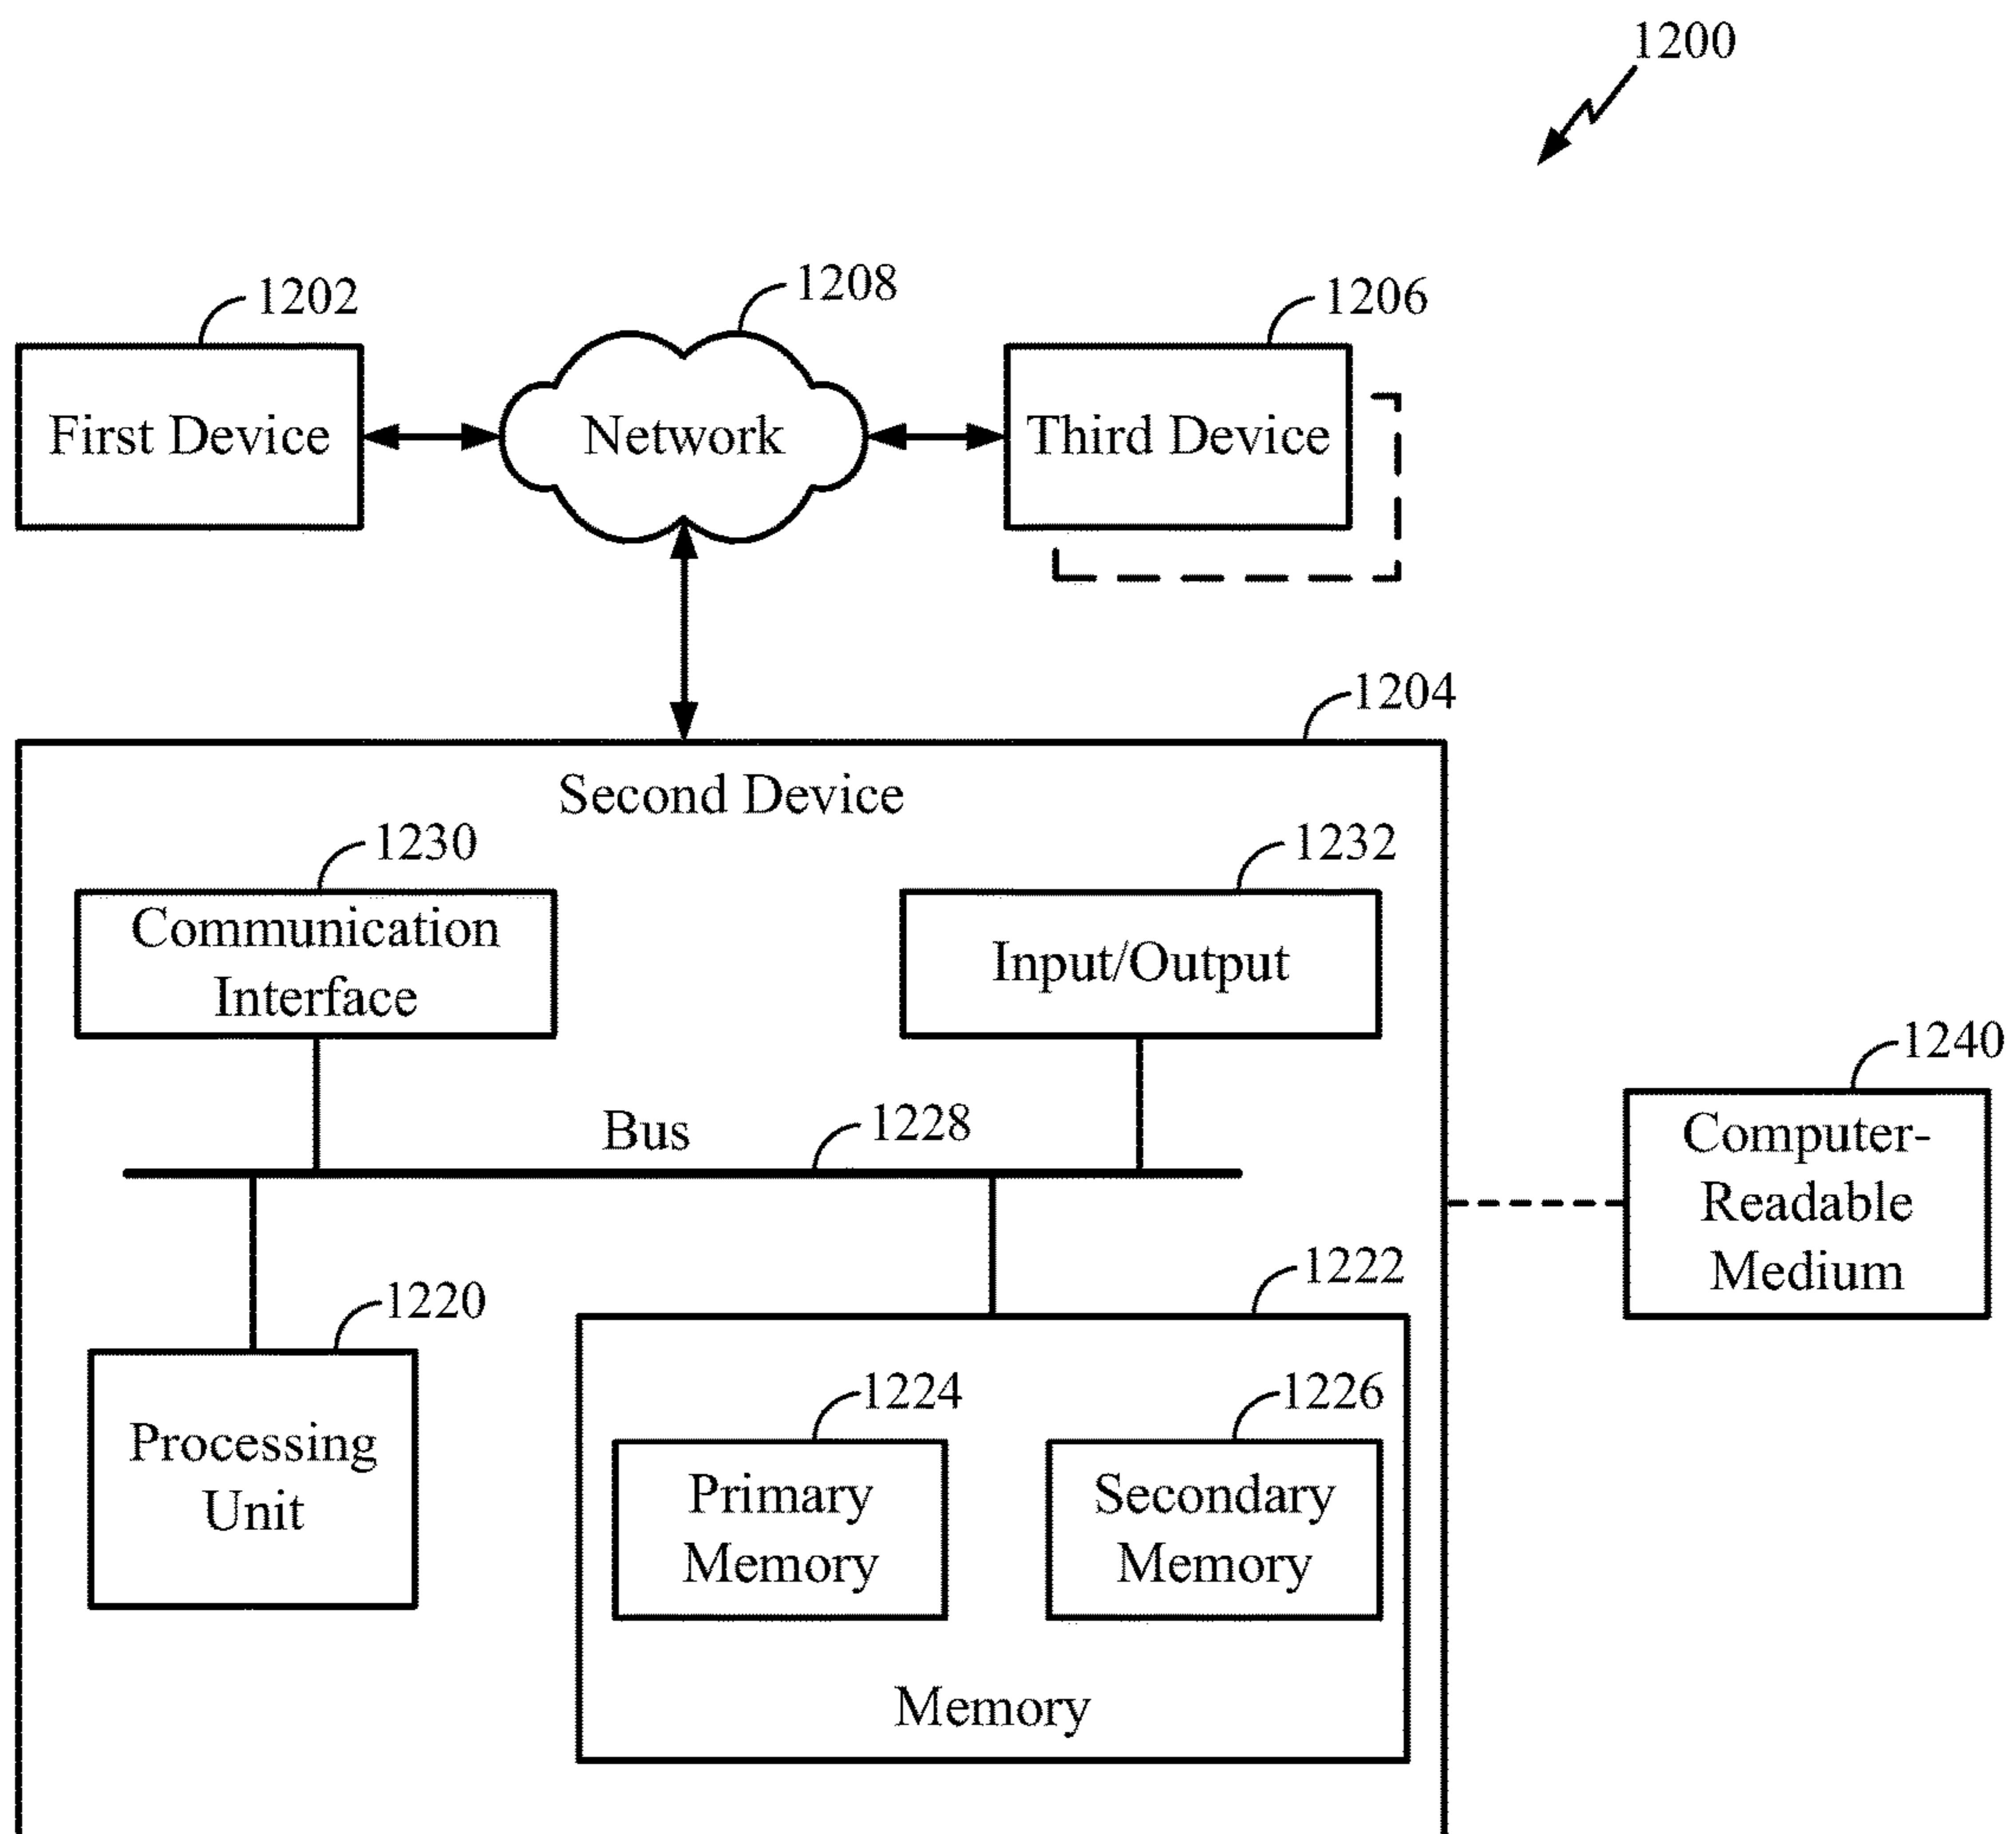 1200
1202
1208
1206
First Device
Network
Third Device
1204
Second Device
1230
1232
Communication
Interface
Input/Output
1240
Computer-
Readable
Medium
Bus
1228
1222
1220
Processing
Unit
1224
1226
Primary
Memory
Secondary
Memory
Memory